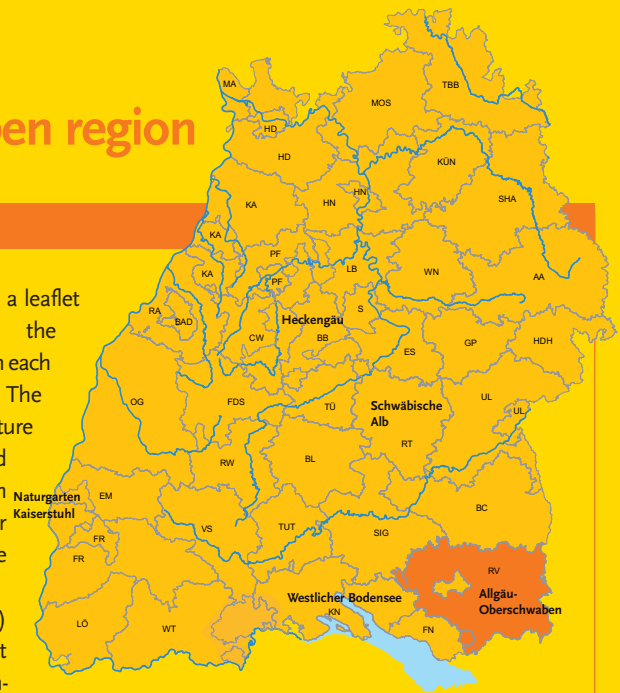 en region
a leaflet
the
each
The
ture
MA
TBB
MOS
HD
HD
KÜN
HN
HN
KA
SHA
KA
PF
KA
PF
LB
WN
AA
RA
BAD
S
Heckengäu
CW
BB
ES
GP
HDH
OG
FDS
TÜ
Schwäbische
Alb
UL
UL
RT
RW
BL
Naturgarten
Kaiserstuhl
EM
BC
VS
TUT
SIG
FR
FR
RV
Westlicher Bodensee
Allgäu-
Oberschwaben
KN
FN
LÖ
WT